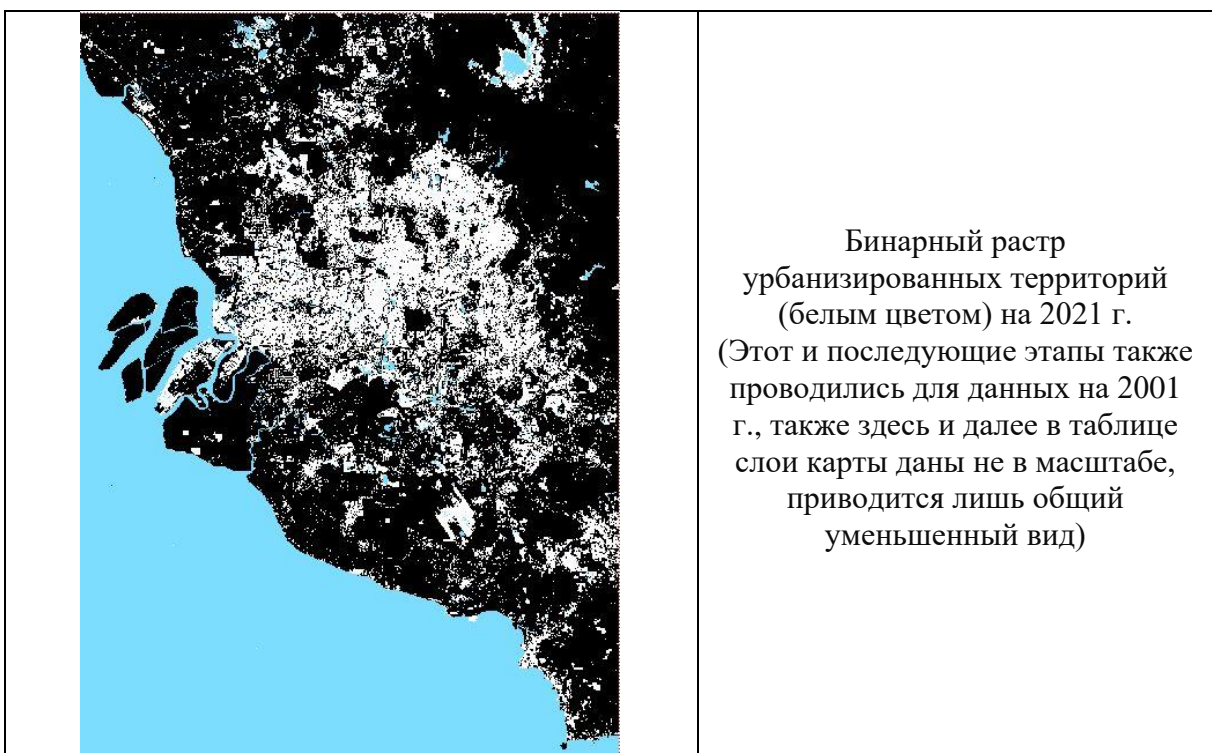 Бинарный растр
урбанизированных территорий
(белым цветом) на 2021 г.
(Этот и последующие этапы также
проводились для данных на 2001
г., также здесь и далее в таблице
слои карты даны не в масштабе,
приводится лишь общий
уменьшенный вид)